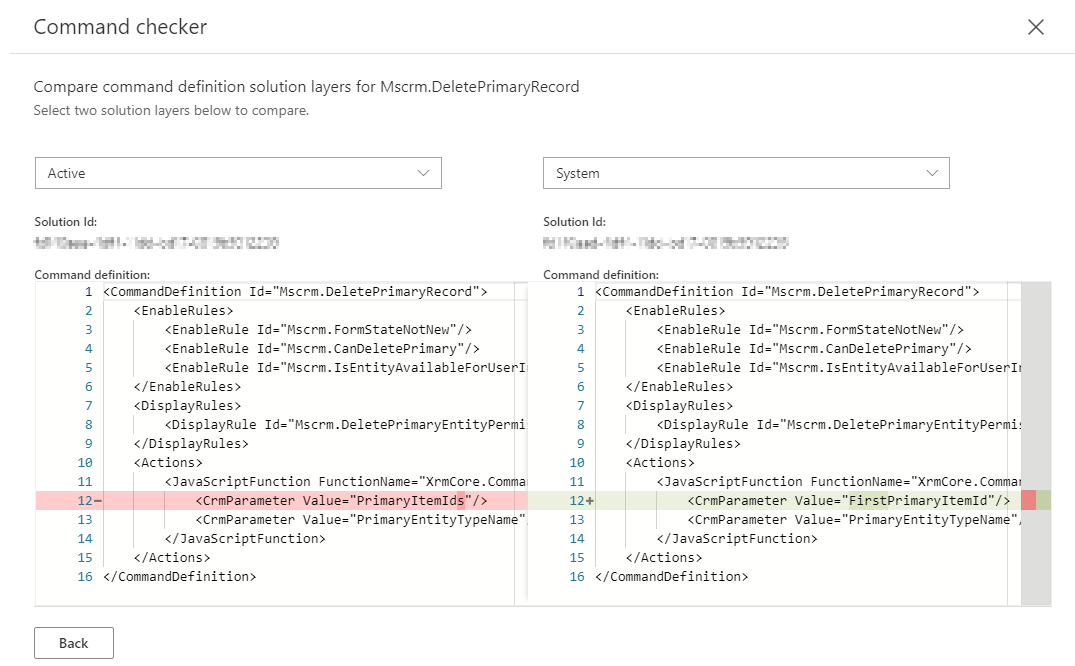 Command checker
Compare command definition solution layers for Mscrm.DeletePrimaryRecord
Select two solution layers below to compare.
Active
System
Solution Id:
Solution Id:
Command definition:
1 <CommandDefinition Id="Mscrm.DeletePrimaryRecord">
2 <EnableRules>
3 <EnableRule Id="Mscrm.FormStateNotNew"/>
4 <EnableRule Id="Mscrm.CanDeletePrimary"/>
5 <EnableRule Id="Mscrm.IsEntityAvailableForUserI
6 </EnableRules>
7 <DisplayRules>
8 <DisplayRule Id="Mscrm.DeletePrimaryEntityPermi
9 </DisplayRules>
10 <Actions>
11 <JavaScriptFunction FunctionName="XrmCore.Comma
12- <CrmParameter Value="PrimaryItemIds"/>
13 <CrmParameter Value="PrimaryEntityTypeName"
14 </JavaScriptFunction>
15 </Actions>
16 </CommandDefinition>
Command definition:
1 <CommandDefinition Id="Mscrm.DeletePrimaryRecord">
2 <EnableRules>
3 <EnableRule Id="Mscrm.FormStateNotNew"/>
4 <EnableRule Id="Mscrm.CanDeletePrimary"/>
5 <EnableRule Id="Mscrm.IsEntityAvailableForUserI
6 </EnableRules>
7 <DisplayRules>
8 <DisplayRule Id="Mscrm.DeletePrimaryEntityPermis
9 </DisplayRules>
10 <Actions>
11 <JavaScriptFunction FunctionName="XrmCore.Comman
12+ <CrmParameter Value="FirstPrimaryItemId"/>
13 <CrmParameter Value="PrimaryEntityTypeName"/
14 </JavaScriptFunction>
15 </Actions>
16 </CommandDefinition>
Back